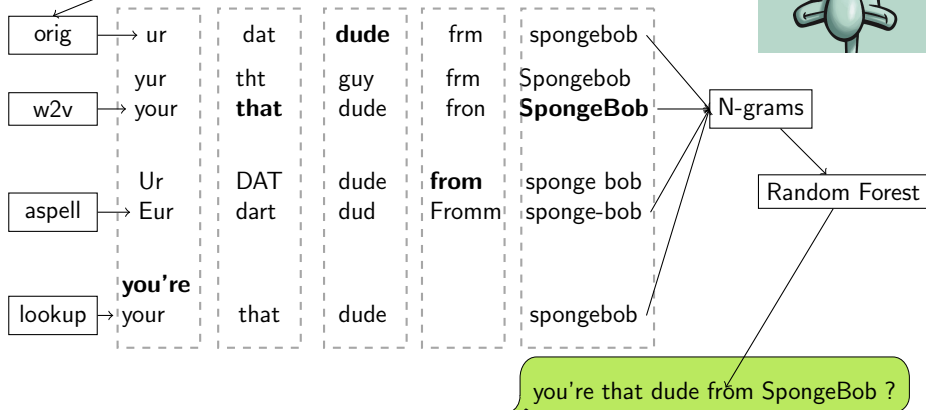 orig ur dat dude frm spongebob
yur tht guy frm Spongebob
w2v your that dude fron SpongeBob N-grams
Ur DAT dude from sponge bob Random Forest
aspell Eur dart dud Fromm sponge-bob
you're
lookup your that dude spongebob
you're that dude from SpongeBob ?